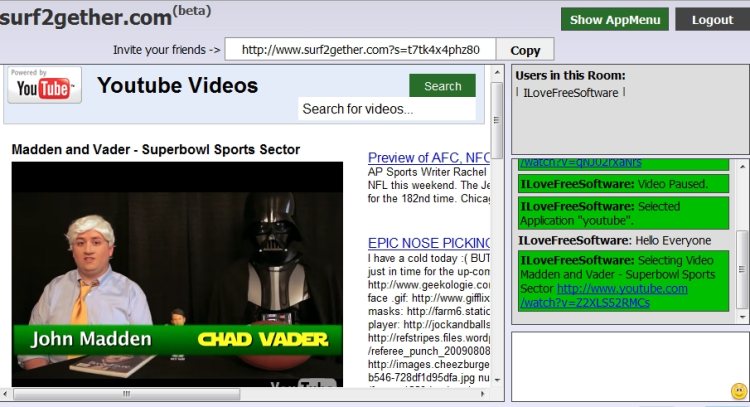 surf2gether.com(beta)
Show AppMenu
Logout
Invite your friends -> http://www.surf2gether.com?s=t7tk4x4phz80 Copy
Powered by
YouTube™
Youtube Videos
Search
Search for videos...
Madden and Vader - Superbowl Sports Sector
John Madden
CHAD VADER
YouTube
Preview of AFC, NFC
AP Sports Writer Rachel
NFL this weekend. The Je
for the 182nd time. Chicag
EPIC NOSE PICKING
I have a cold today :( BUT
just in time for the up-com
http://www.geekologie.com
face .gif: http://www.gifflix
masks: http://farm6.static
player: http://jockandballs
http://refstripes.files.wordp
/referee_punch_20090808
http://images.cheezburge
b546-728df1d95dfa.jpg nu
Users in this Room:
| ILoveFreeSoftware |
/watch?v=qNJ02rxaNrs
ILoveFreeSoftware: Video Paused.
ILoveFreeSoftware: Selected
Application "youtube".
ILoveFreeSoftware: Hello Everyone
ILoveFreeSoftware: Selecting Video
Madden and Vader - Superbowl Sports
Sector http://www.youtube.com
/watch?v=Z2XLS52RMCs